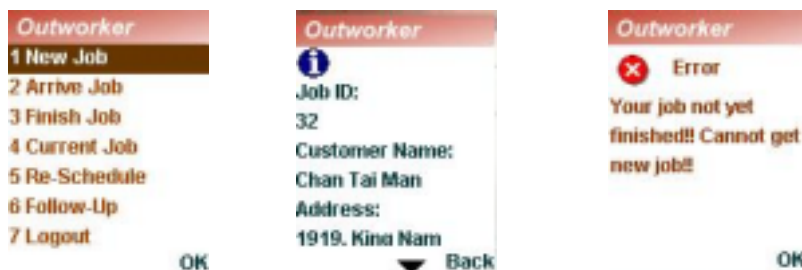 Outworker
1 New Job
2 Arrive Job
3 Finish Job
4 Current Job
5 Re-Schedule
6 Follow-Up
7 Logout
OK
Outworker
Job ID:
32
Customer Name:
Chan Tai Man
Address:
1919. King Nam
Back
Outworker
Error
Your job not yet
finished!! Cannot get
new job!!
OK